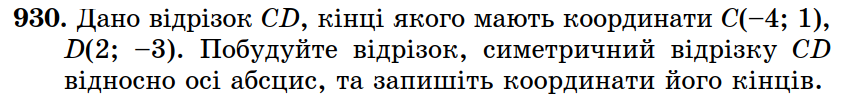 930. Дано відрізок CD, кінці якого мають координати C(−4; 1),
D(2; −3). Побудуйте відрізок, симетричний відрізку CD
відносно осі абсцис, та запишіть координати його кінців.